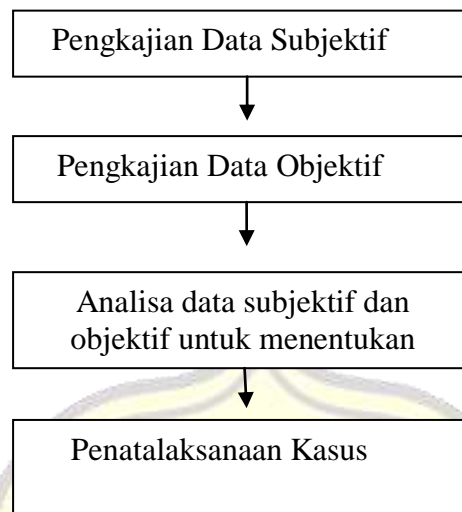 Pengkajian Data Subjektif
Pengkajian Data Objektif
Analisa data subjektif dan
objektif untuk menentukan
Penatalaksanaan Kasus